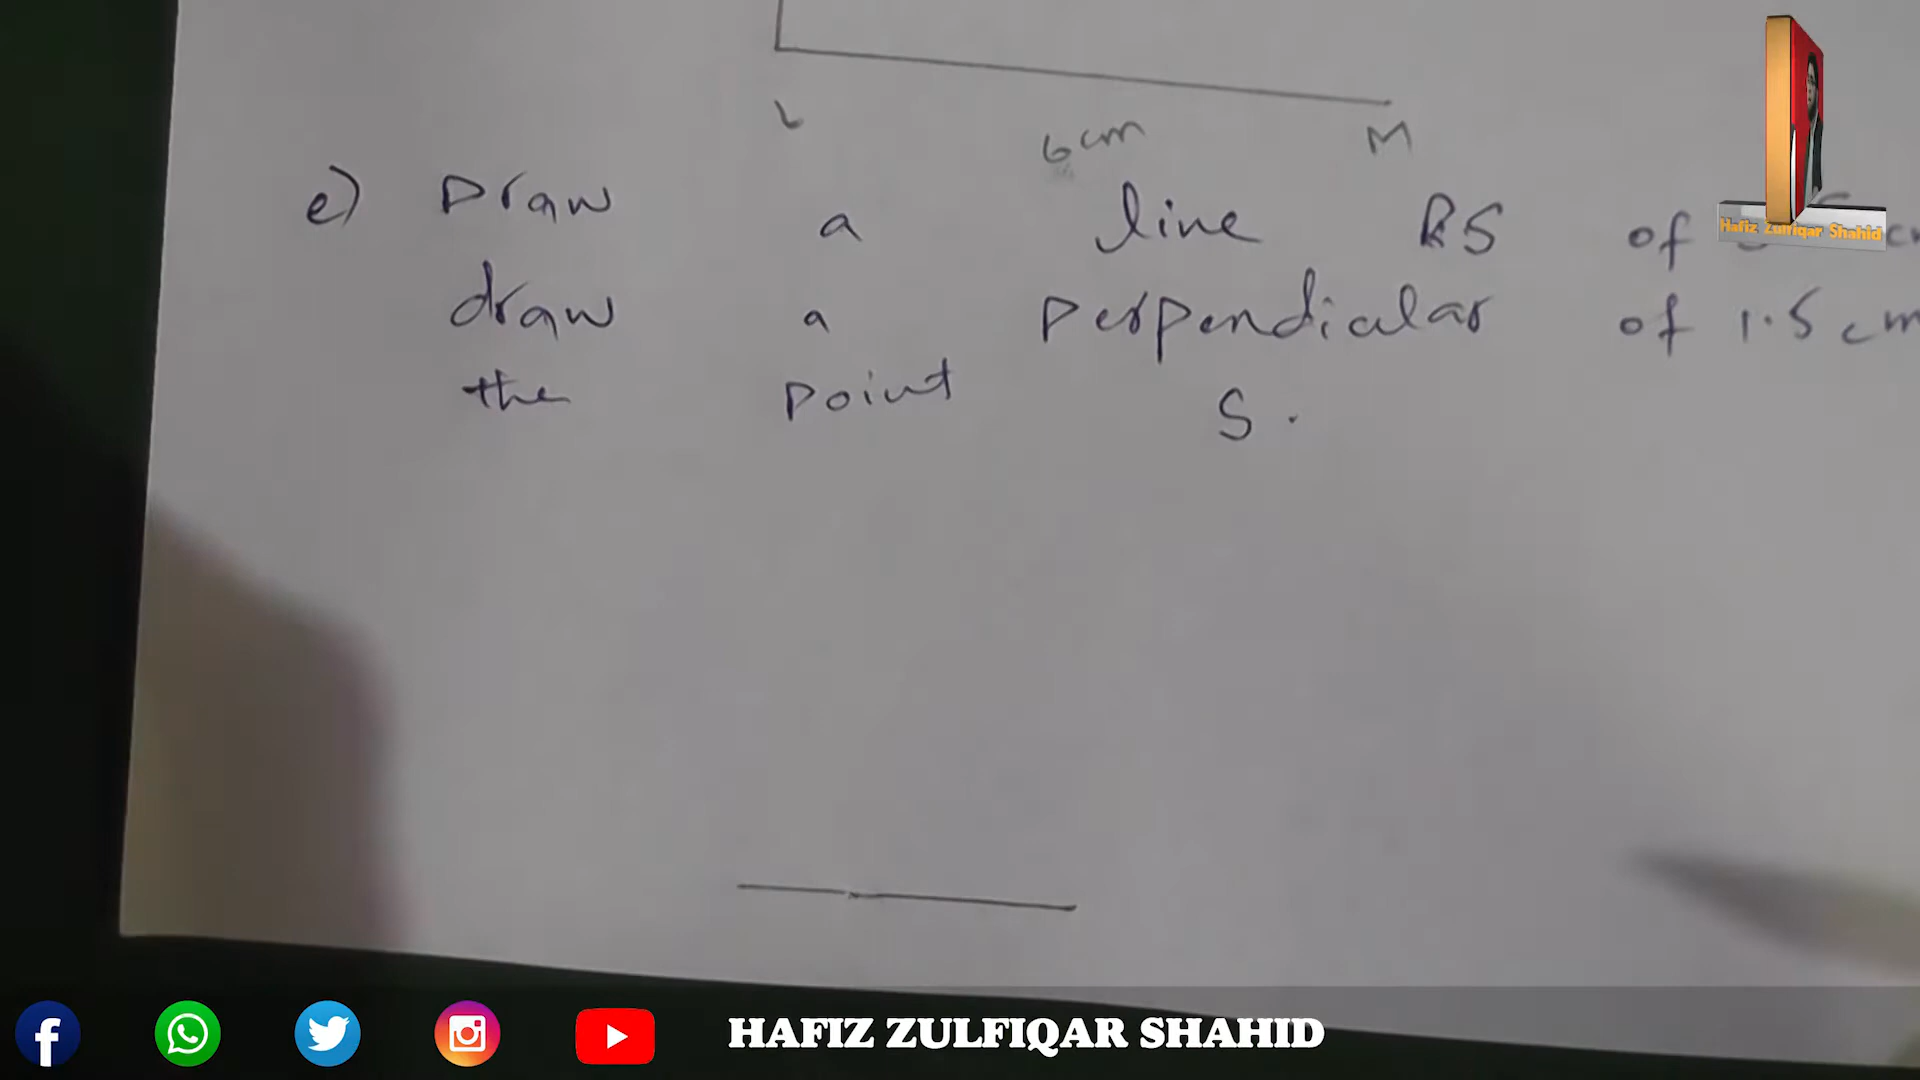 L 6cm M
e) Draw a line RS of
draw a perpendicular of 1.5 cm
the point S.
Hafiz Zulfiqar Shahid
HAFIZ ZULFIQAR SHAHID